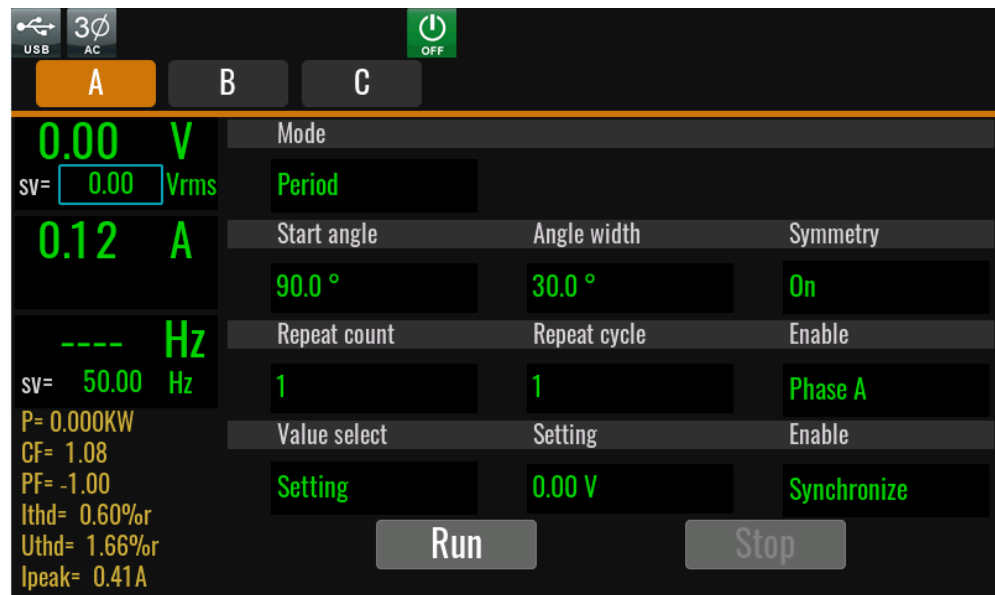 USB
3Ø
AC
OFF
A B C
0.00 V
sv= 0.00 Vrms
0.12 A
---- Hz
sv= 50.00 Hz
P= 0.000KW
CF= 1.08
PF= -1.00
Ithd= 0.60%r
Uthd= 1.66%r
Ipeak= 0.41A
Mode
Period
Start angle Angle width Symmetry
90.0 ° 30.0 ° On
Repeat count Repeat cycle Enable
1 1 Phase A
Value select Setting Enable
Setting 0.00 V Synchronize
Run Stop